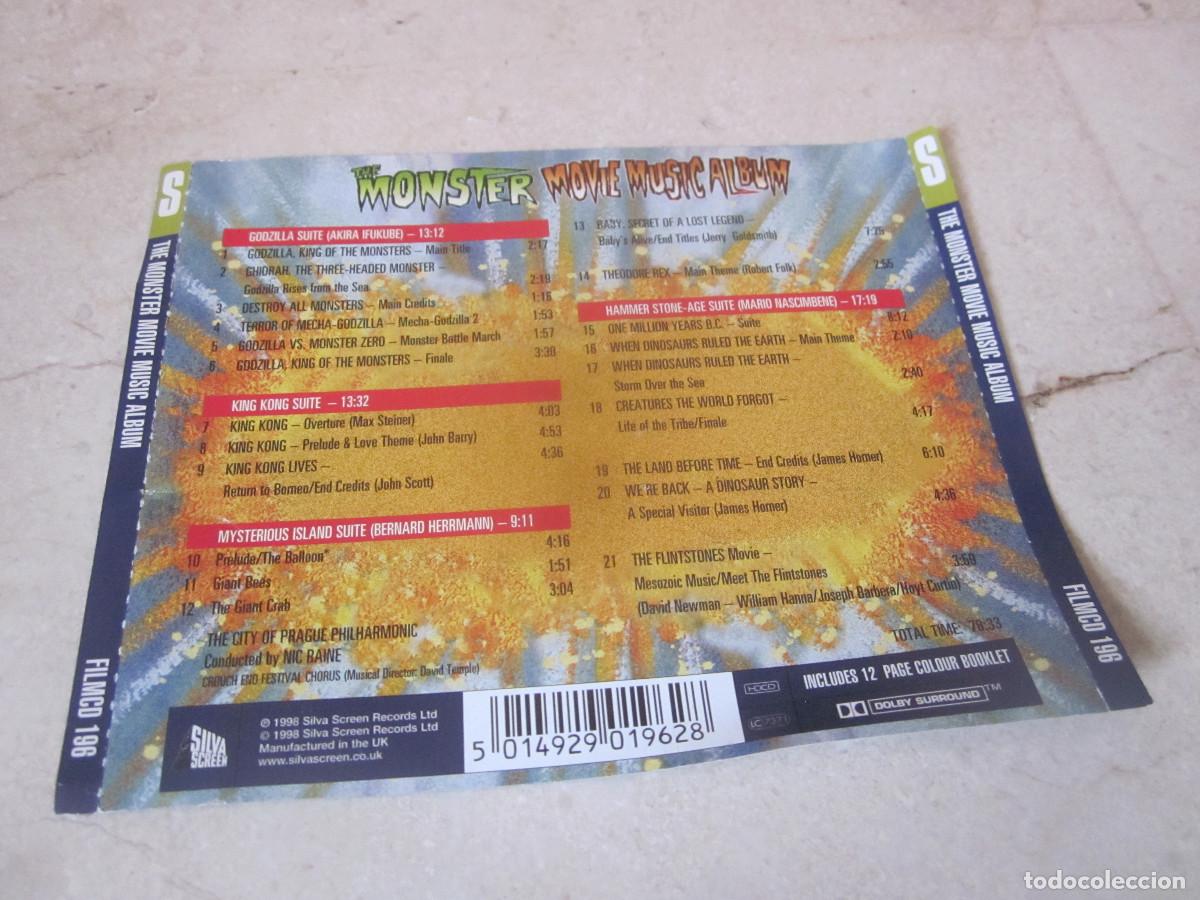 THE MONSTER MOVIE MUSIC ALBUM
GODZILLA SUITE (AKIRA IFUKUBE) – 13:12
1 GODZILLA, KING OF THE MONSTERS – Main Title 2:17
2 GHIDRAH, THE THREE-HEADED MONSTER –
Godzilla Rises from the Sea 2:19
3 DESTROY ALL MONSTERS – Main Credits 1:16
4 TERROR OF MECHA-GODZILLA – Mecha-Godzilla 2 1:53
5 GODZILLA VS. MONSTER ZERO – Monster Battle March 1:57
6 GODZILLA, KING OF THE MONSTERS – Finale 3:30
KING KONG SUITE – 13:32
7 KING KONG – Overture (Max Steiner) 4:03
8 KING KONG – Prelude & Love Theme (John Barry) 4:53
9 KING KONG LIVES – 4:36
Return to Borneo/End Credits (John Scott)
MYSTERIOUS ISLAND SUITE (BERNARD HERRMANN) – 9:11
10 Prelude/The Balloon* 4:16
11 Giant Bees 1:51
12 The Giant Crab 3:04
THE CITY OF PRAGUE PHILHARMONIC
Conducted by NIC RAINE
CROUCH END FESTIVAL CHORUS (Musical Director: David Temple)
13 BABY, SECRET OF A LOST LEGEND –
Baby's Alive/End Titles (Jerry Goldsmith)
14 THEODORE REX – Main Theme (Robert Folk) 2:55
HAMMER STONE-AGE SUITE (MARIO NASCIMBENE) – 17:19
15 ONE MILLION YEARS B.C. – Suite 8:12
16 WHEN DINOSAURS RULED THE EARTH – Main Theme 2:10
17 WHEN DINOSAURS RULED THE EARTH –
Storm Over the Sea 2:40
18 CREATURES THE WORLD FORGOT –
Life of the Tribe/Finale 4:17
19 THE LAND BEFORE TIME – End Credits (James Horner) 6:10
20 WE'RE BACK – A DINOSAUR STORY –
A Special Visitor (James Horner) 4:36
21 THE FLINTSTONES Movie –
Mesozoic Music/Meet The Flintstones 3:59
(David Newman – William Hanna/Joseph Barbera/Hoyt Curtin)
TOTAL TIME: 78:33
SILVA SCREEN
℗ 1998 Silva Screen Records Ltd
© 1998 Silva Screen Records Ltd
Manufactured in the UK
www.silvascreen.co.uk
5 014929 019628
HDCD
LC 7371
INCLUDES 12 PAGE COLOUR BOOKLET
DOLBY SURROUND™
S
THE MONSTER MOVIE MUSIC ALBUM
FILMCD 196
S
THE MONSTER MOVIE MUSIC ALBUM
FILMCD 196
todocoleccion